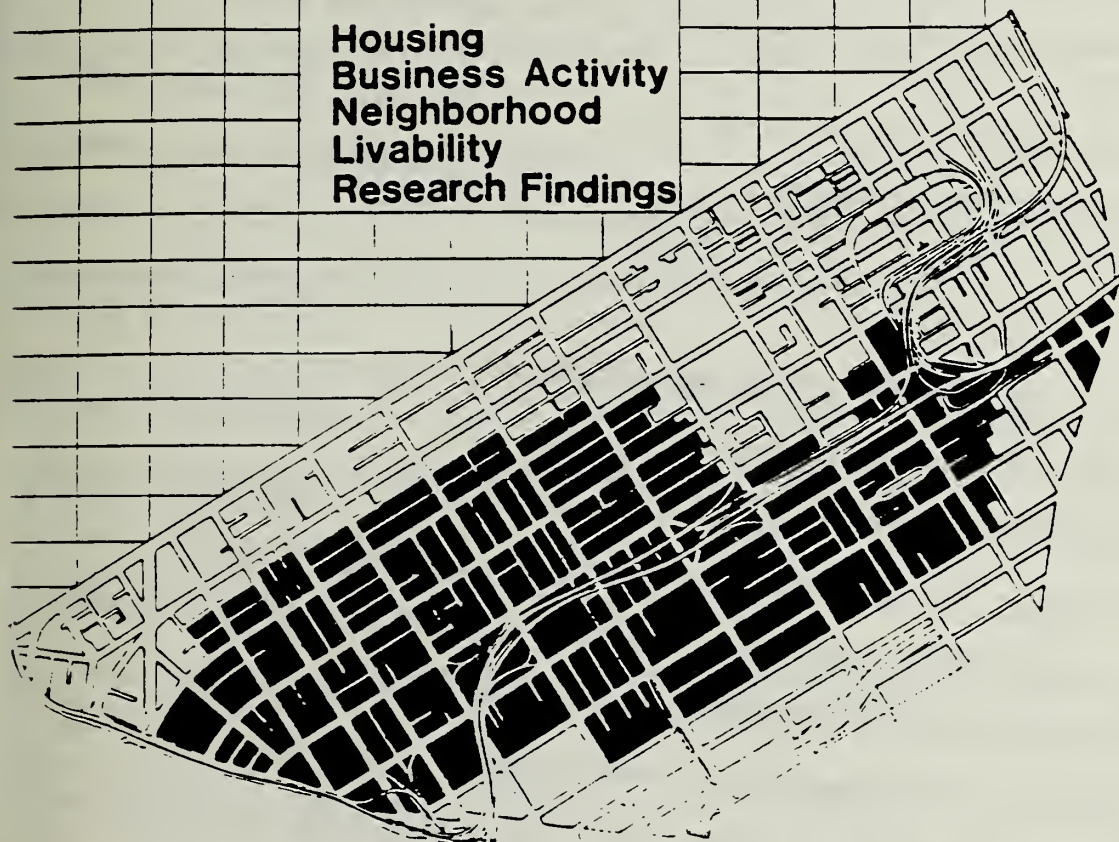 Housing
Business Activity
Neighborhood
Livability
Research Findings